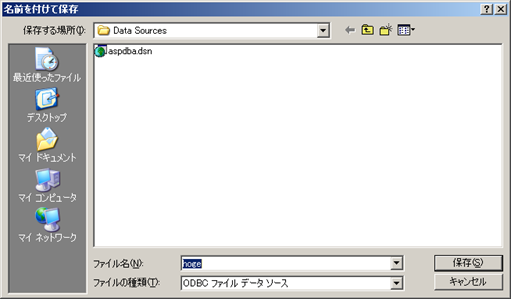 名前を付けて保存
保存する場所(I):
Data Sources
aspdba.dsn
最近使ったファイル
デスクトップ
マイ ドキュメント
マイ コンピュータ
マイ ネットワーク
ファイル名(N):
hoge
保存(S)
ファイルの種類(T):
ODBC ファイル データ ソース
キャンセル